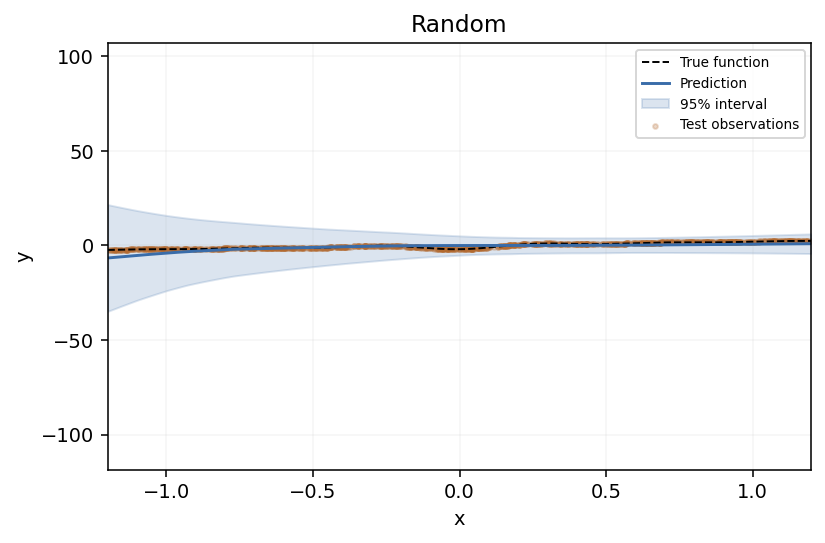 Random
100
50
0
−50
−100
y
−1.0
−0.5
0.0
0.5
1.0
x
True function
Prediction
95% interval
Test observations